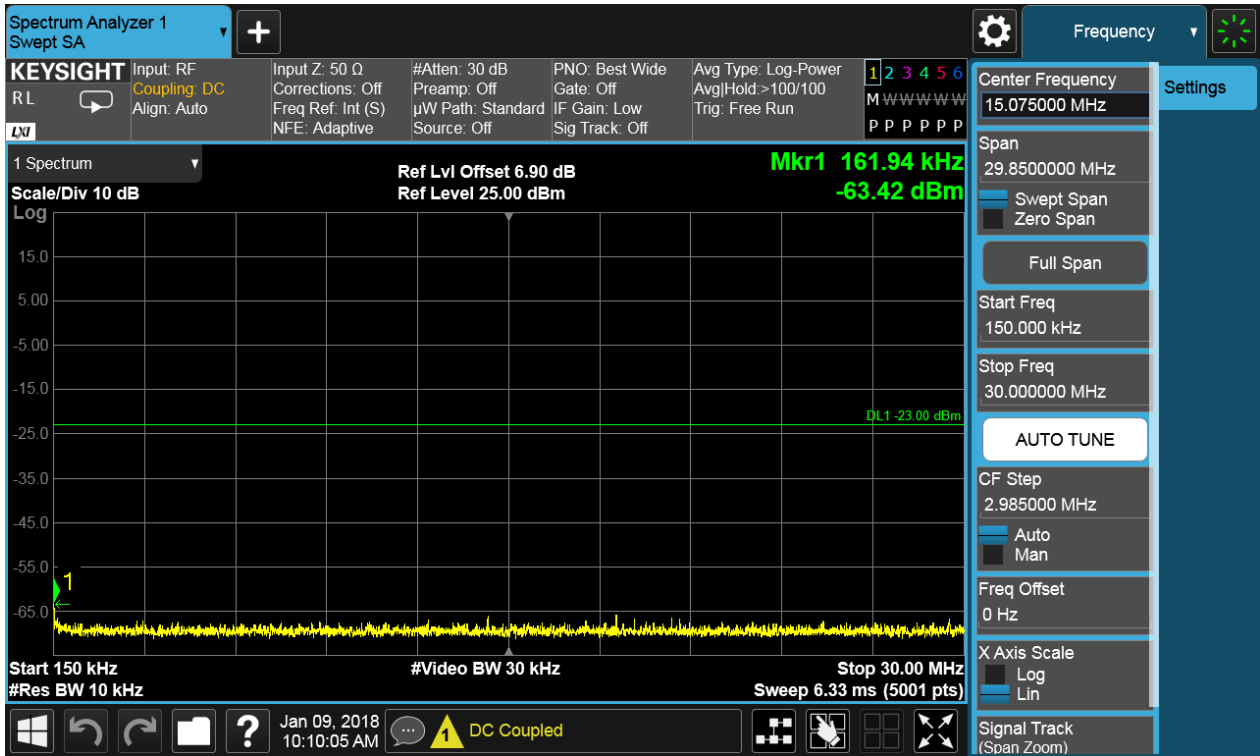 Spectrum Analyzer 1
Swept SA
Frequency
KEYSIGHT
R L
LXI
Input: RF
Coupling: DC
Align: Auto
Input Z: 50 Ω
Corrections: Off
Freq Ref: Int (S)
NFE: Adaptive
#Atten: 30 dB
Preamp: Off
µW Path: Standard
Source: Off
PNO: Best Wide
Gate: Off
IF Gain: Low
Sig Track: Off
Avg Type: Log-Power
Avg|Hold:>100/100
Trig: Free Run
1 2 3 4 5 6
M W W W W W
P P P P P P
1 Spectrum
Scale/Div 10 dB
Log
Ref Lvl Offset 6.90 dB
Ref Level 25.00 dBm
Mkr1 161.94 kHz
-63.42 dBm
15.0
5.00
-5.00
-15.0
DL1 -23.00 dBm
-25.0
-35.0
-45.0
-55.0
1
-65.0
Start 150 kHz
#Video BW 30 kHz
Stop 30.00 MHz
#Res BW 10 kHz
Sweep 6.33 ms (5001 pts)
Center Frequency
15.075000 MHz
Settings
Span
29.8500000 MHz
Swept Span
Zero Span
Full Span
Start Freq
150.000 kHz
Stop Freq
30.000000 MHz
AUTO TUNE
CF Step
2.985000 MHz
Auto
Man
Freq Offset
0 Hz
X Axis Scale
Log
Lin
Signal Track
(Span Zoom)
?
Jan 09, 2018
10:10:05 AM
1
DC Coupled